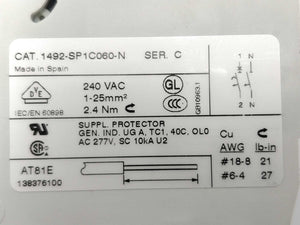 CAT. 1492-SP1C060-N SER. C
Made in Spain
240 VAC
1-25mm²
2.4 Nm
IEC/EN 60898
GL
1 N
2 N
SUPPL. PROTECTOR
GEN. IND. UG A, TC1, 40C, OL0
AC 277V, SC 10kA U2
Cu
AWG lb-in
#18-8 21
#6-4 27
AT81E
138376100